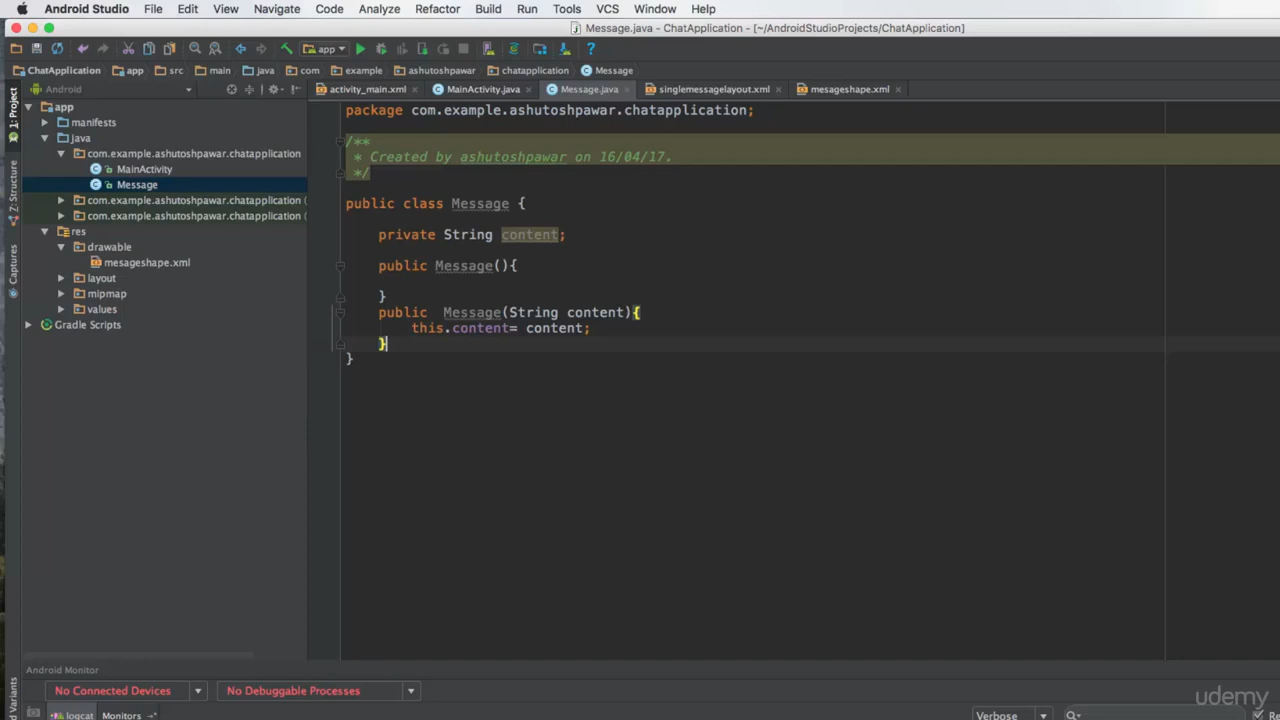 Android Studio File Edit View Navigate Code Analyze Refactor Build Run Tools VCS Window Help
Message.java - ChatApplication - [~/AndroidStudioProjects/ChatApplication]
app
ChatApplication app src main java com example ashutoshpawar chatapplication Message
1: Project
Android
activity_main.xml MainActivity.java Message.java singlemessagelayout.xml mesageshape.xml
app
manifests
java
com.example.ashutoshpawar.chatapplication
MainActivity
Message
com.example.ashutoshpawar.chatapplication (
com.example.ashutoshpawar.chatapplication (
res
drawable
mesageshape.xml
layout
mipmap
values
Gradle Scripts
Z: Structure
Captures
package com.example.ashutoshpawar.chatapplication;
/**
* Created by ashutoshpawar on 16/04/17.
*/
public class Message {
private String content;
public Message(){
}
public Message(String content){
this.content= content;
}
}
Android Monitor
No Connected Devices No Debuggable Processes
logcat Monitors Verbose
udemy